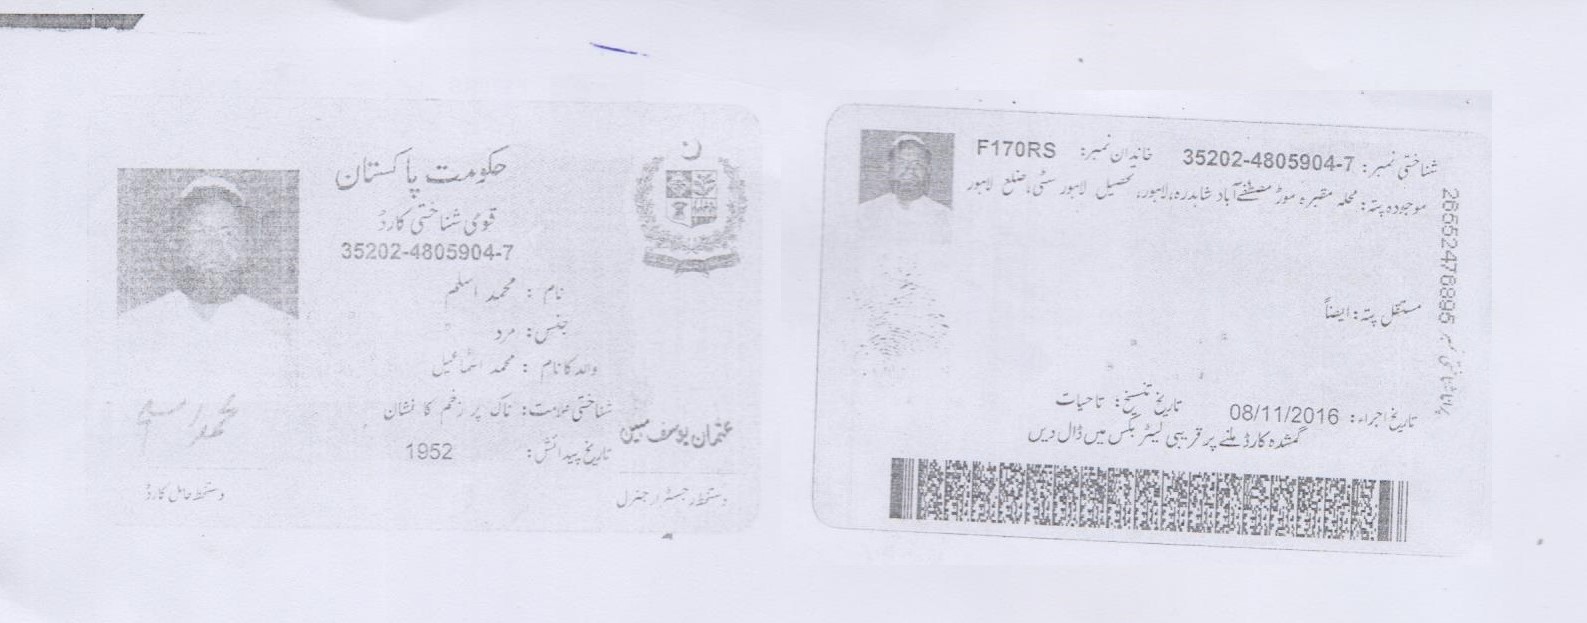 حکومت پاکستان
قومی شناختی کارڈ
35202-4805904-7
نام : محمد اسلم
جنس: مرد
والد کا نام : محمد اسماعیل
شناختی علامت: ناک پر زخم کا نشان
تاریخ پیدائش: 1952
عثمان یوسف مبین
دستخط رجسٹرار جنرل
محمد اسلم
دستخط حامل کارڈ
شناختی نمبر: 35202-4805904-7 خاندان نمبر: F170RS
موجودہ پتہ: محلہ مقبرہ موڑ مصطفےٰ آباد شاہدرہ، لاہور، تحصیل لاہور سٹی، ضلع لاہور
مستقل پتہ: ایضاً
تاریخ اجراء: 08/11/2016 تاریخ تنسیخ: تاحیات
گمشدہ کارڈ ملنے پر قریبی لیٹر بکس میں ڈال دیں
شناختی نمبر 26552476895